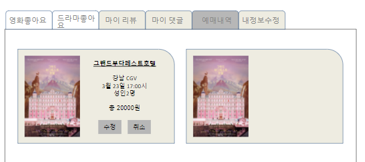 영화좋아요
드라마좋아요
마이 리뷰
마이 댓글
예매내역
내정보수정
그랜드부다페스트호텔
강남 CGV
3월 23일 17:00시
성인2명
총 20000원
수정 취소